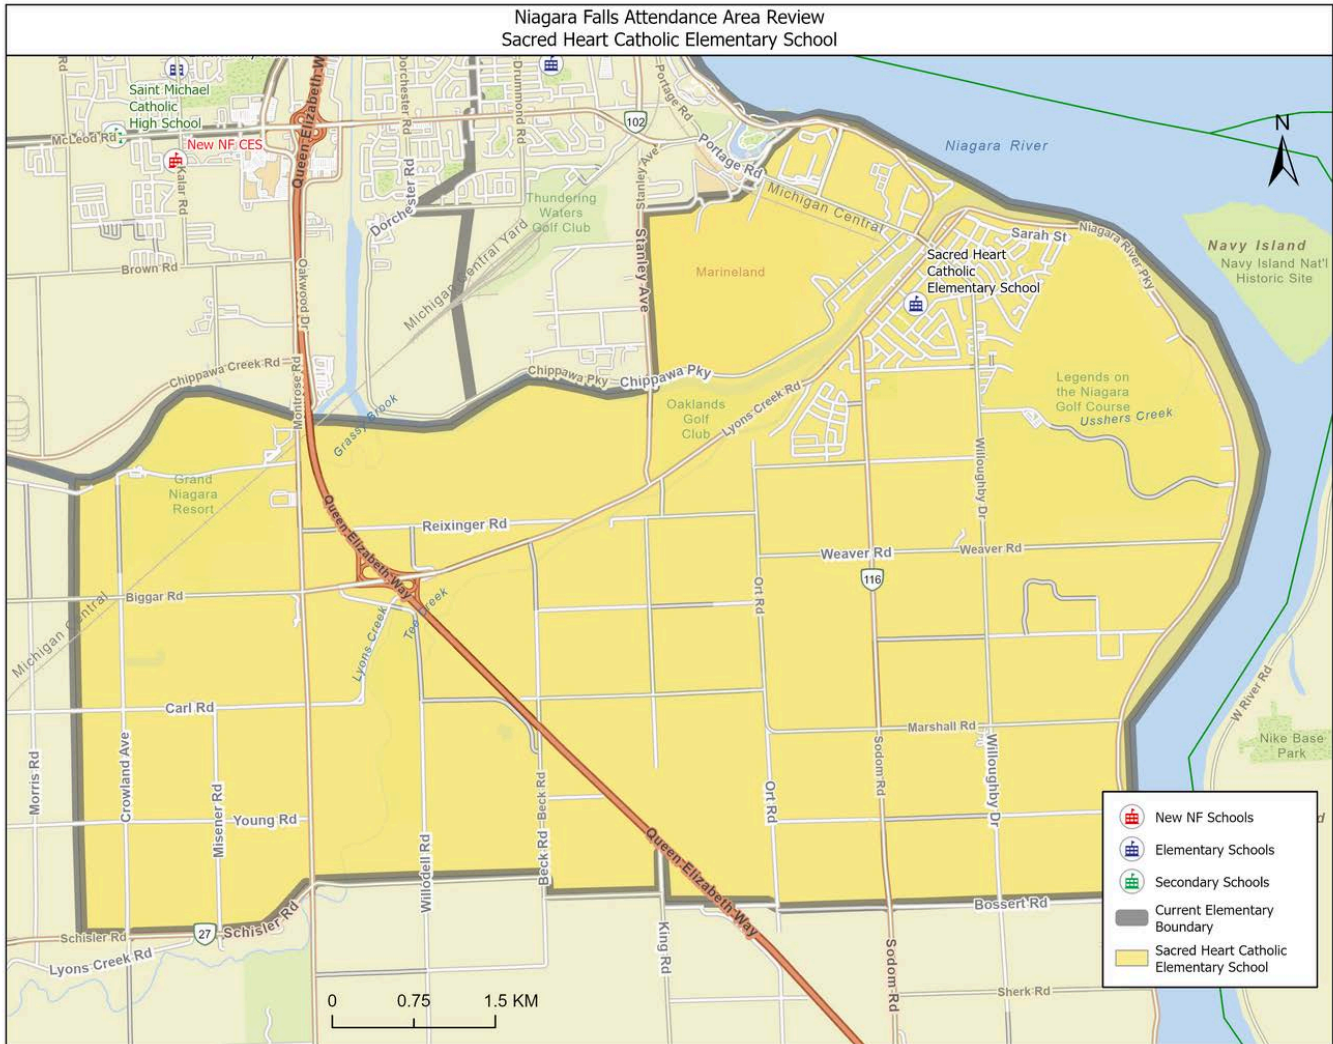 Niagara Falls Attendance Area Review
Sacred Heart Catholic Elementary School
Saint Michael
Catholic
High School
McLeod Rd
New NF CES
Kalar Rd
Queen Elizabeth W
Dorchester Rd
Drummond Rd
102
Portage Rd
Portage Rd
Stanley Ave
Niagara River
N
Dorchester Rd
Thundering
Waters
Golf Club
Michigan Central
Sarah St
Niagara River Pky
Navy Island
Navy Island Nat'l
Historic Site
Brown Rd
Oakwood Dr
Michigan Central Yard
Stanley Ave
Marineland
Sacred Heart
Catholic
Elementary School
Chippawa Creek Rd
Montrose Rd
Chippawa Pky
Chippawa Pky
Grassy Brook
Oaklands
Golf
Club
Lyons Creek Rd
116
Legends on
the Niagara
Golf Course
Usshers Creek
Willoughby Dr
Grand
Niagara
Resort
Queen Elizabeth Way
Reixinger Rd
Weaver Rd
Weaver Rd
116
Ort Rd
Biggar Rd
Michigan Central
Lyons Creek
Tee Creek
Carl Rd
Marshall Rd
W River Rd
Nike Base
Park
Morris Rd
Crowland Ave
Misener Rd
Young Rd
Willodell Rd
Beck Rd
Beck Rd
Ort Rd
Sodom Rd
Willoughby Dr
Queen Elizabeth Way
Bossert Rd
Schisler Rd
27
Schisler Rd
Lyons Creek Rd
King Rd
Sodom Rd
Sherk Rd
0 0.75 1.5 KM
New NF Schools
Elementary Schools
Secondary Schools
Current Elementary
Boundary
Sacred Heart Catholic
Elementary School